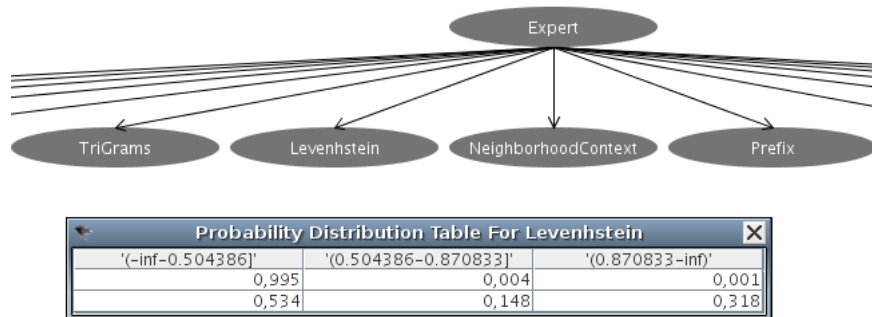 Expert
TriGrams Levenhstein NeighborhoodContext Prefix
Probability Distribution Table For Levenhstein
'(-inf-0.504386]' '(0.504386-0.870833]' '(0.870833-inf)'
0,995 0,004 0,001
0,534 0,148 0,318